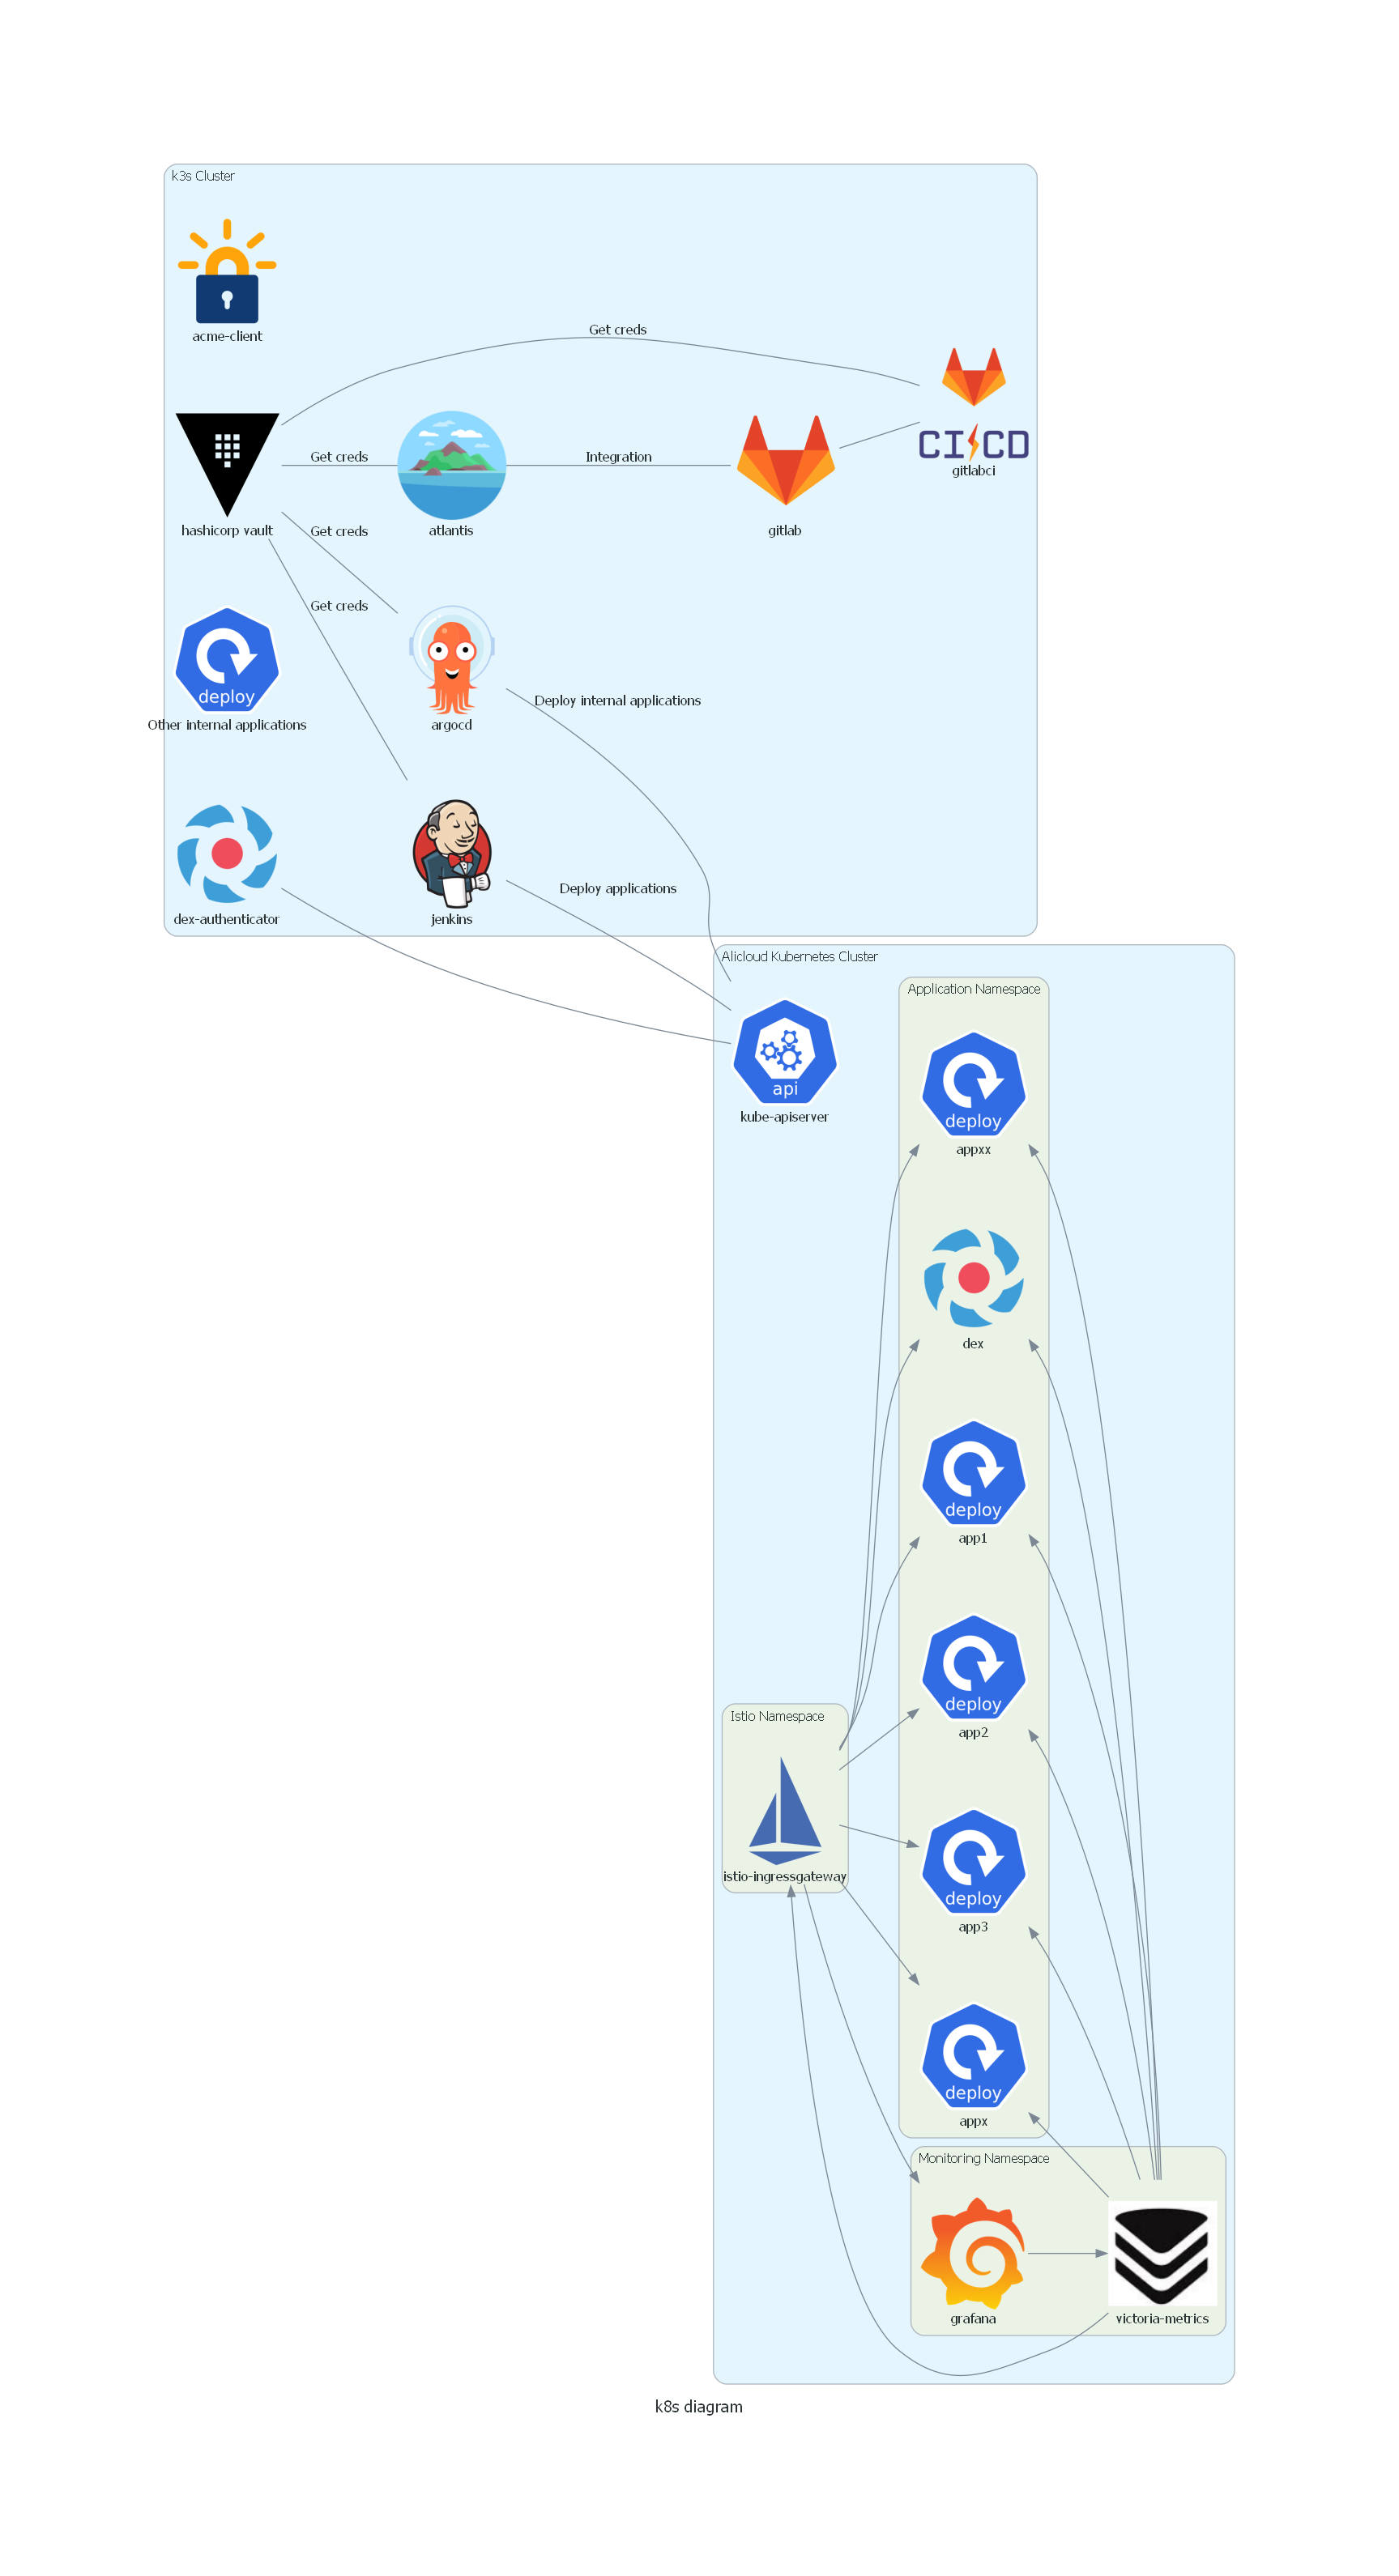 k3s Cluster
acme-client
Get creds
CI CD
gitlabci
Get creds
Integration
hashicorp vault
atlantis
gitlab
Get creds
Get creds
deploy
Other internal applications
argocd
Deploy internal applications
Deploy applications
dex-authenticator
jenkins
Alicloud Kubernetes Cluster
Application Namespace
api
kube-apiserver
deploy
appxx
dex
deploy
app1
deploy
app2
Istio Namespace
istio-ingressgateway
deploy
app3
deploy
appx
Monitoring Namespace
grafana
victoria-metrics
k8s diagram